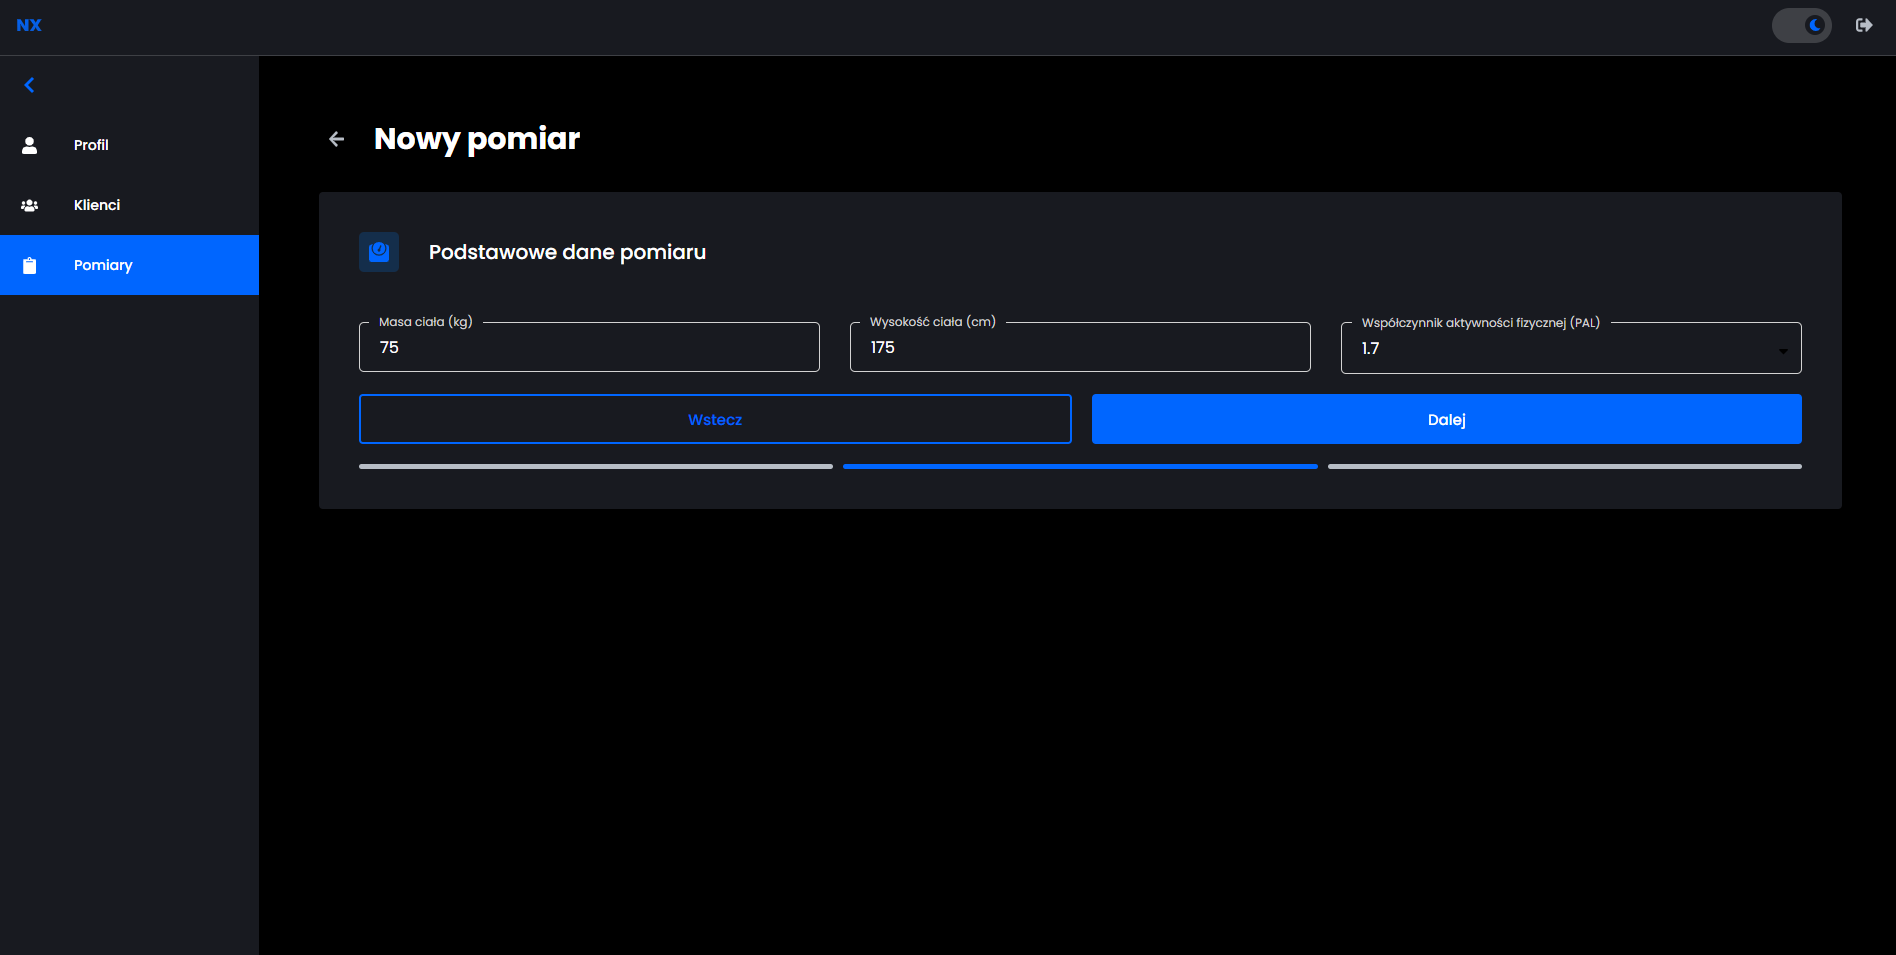 NX
Profil
Klienci
Pomiary
Nowy pomiar
Podstawowe dane pomiaru
Masa ciała (kg)
75
Wysokość ciała (cm)
175
Współczynnik aktywności fizycznej (PAL)
1.7
Wstecz
Dalej